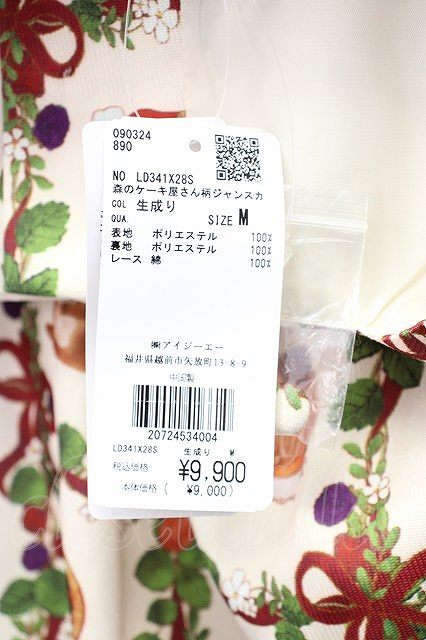 090324
890
NO LD341X28S
森のケーキ屋さん柄ジャンスカ
COL 生成り
QUA. SIZE M
表地 ポリエステル 100%
裏地 ポリエステル 100%
レース 綿 100%
㈱アイジーエー
福井県越前市矢放町13-8-9
中国製
20724534004
LD341X28S 生成り M
税込価格 ¥9,900
本体価格 ( ¥9,000)